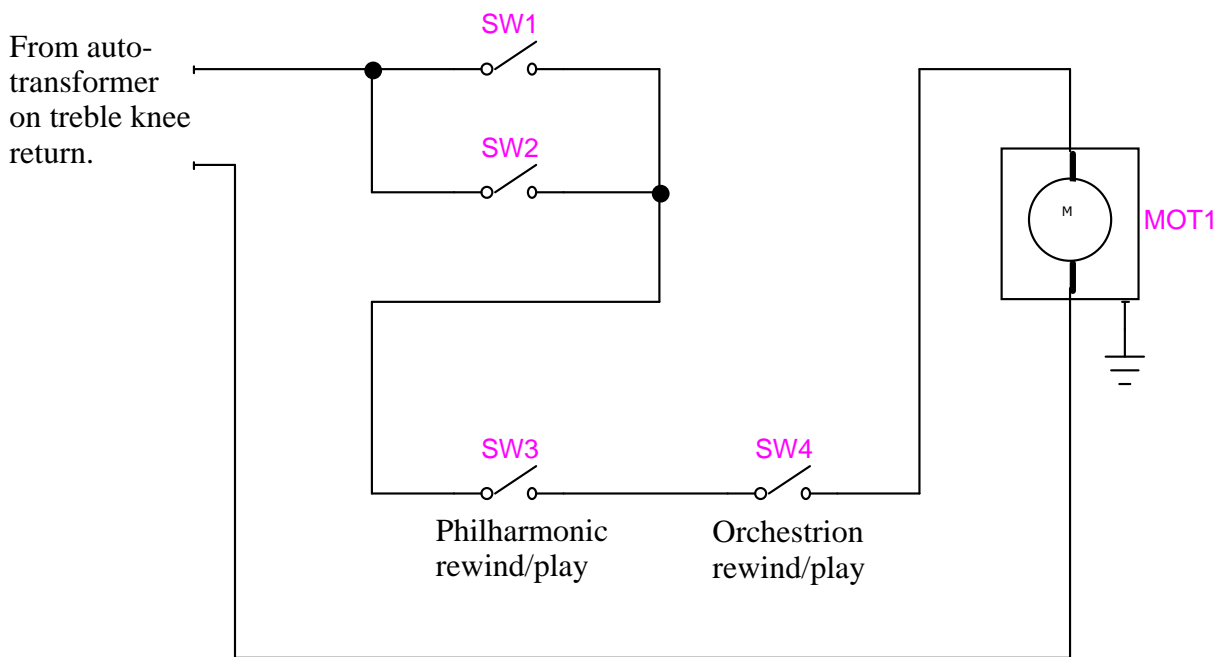 SW1
From auto-
transformer
on treble knee
return.
SW2
M
MOT1
SW3
SW4
Philharmonic
rewind/play
Orchestrion
rewind/play